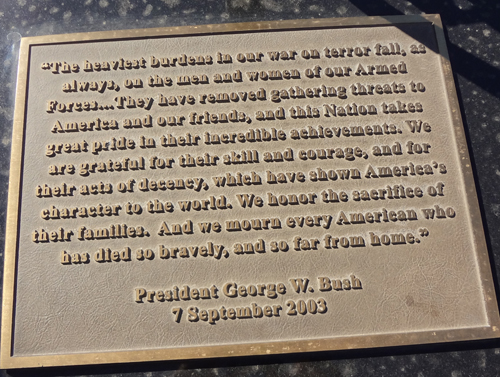 “The heaviest burdens in our war on terror fall, as
always, on the men and women of our Armed
Forces...They have removed gathering threats to
America and our friends, and this Nation takes
great pride in their incredible achievements. We
are grateful for their skill and courage, and for
their acts of decency, which have shown America’s
character to the world. We honor the sacrifice of
their families. And we mourn every American who
has died so bravely, and so far from home.”
President George W. Bush
7 September 2003